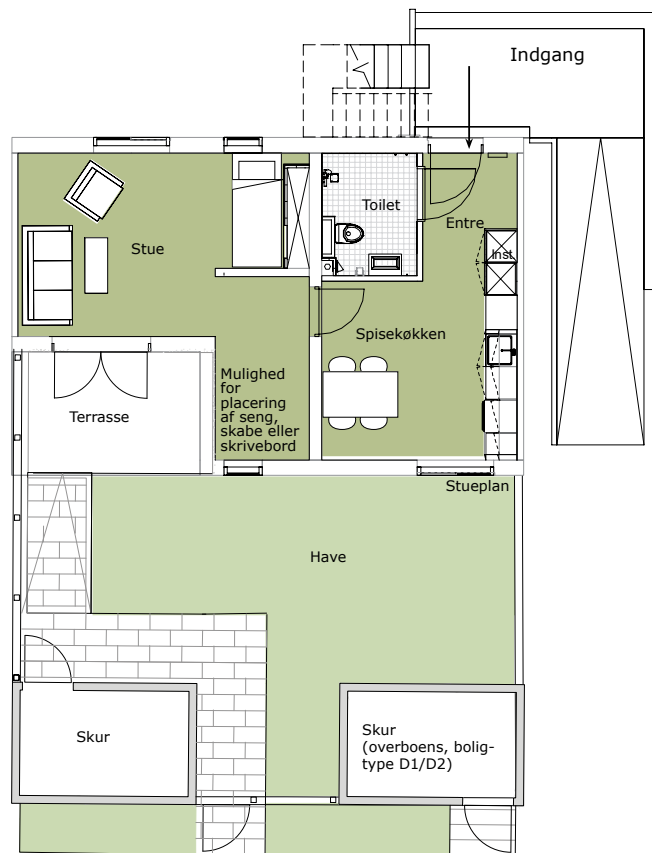 Indgang
Toilet
Entre
Stue
Inst
Spisekøkken
Mulighed
for
placering
af seng,
skabe eller
skrivebord
Terrasse
Stueplan
Have
Skur
Skur
(overboens, bolig-
type D1/D2)